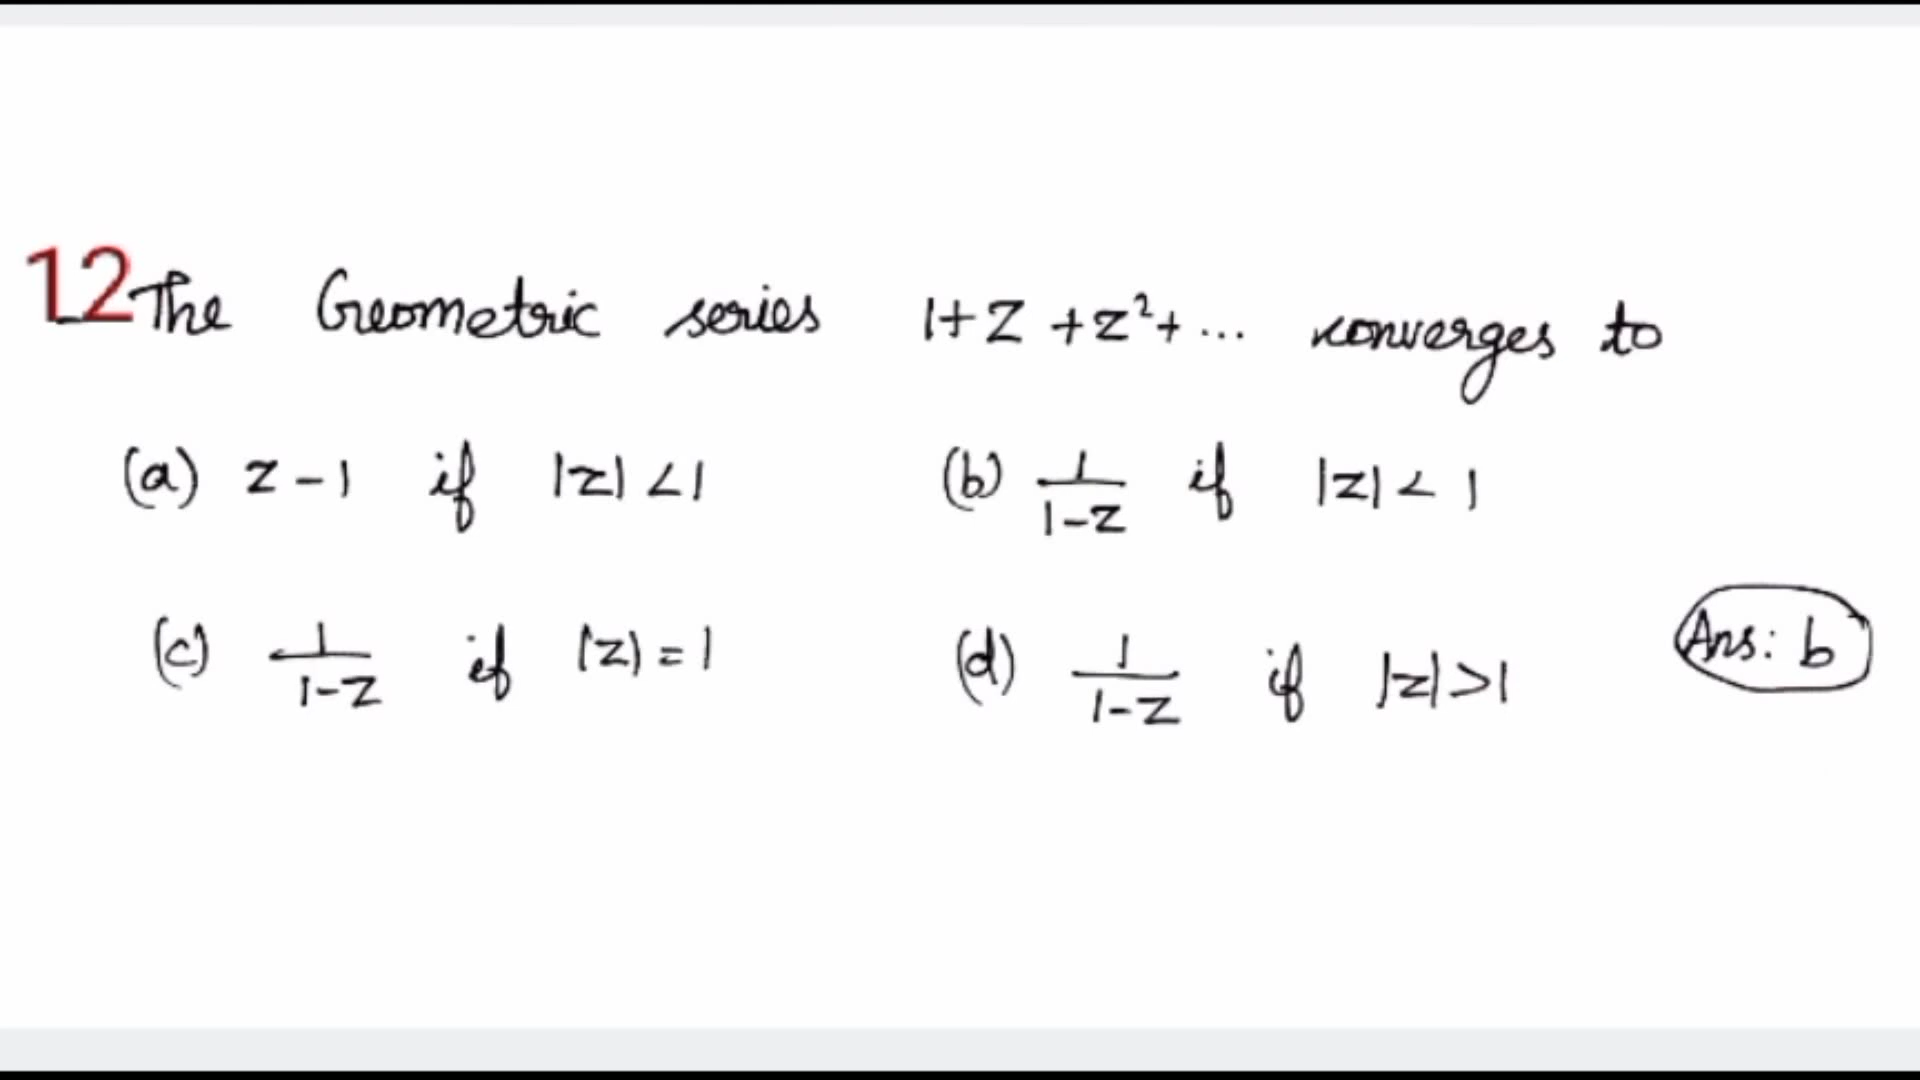 12 The Geometric series 1+z+z²+... converges to
(a) z-1 if |z|<1 (b) 1/(1-z) if |z|<1
(c) 1/(1-z) if |z|=1 (d) 1/(1-z) if |z|>1
Ans: b